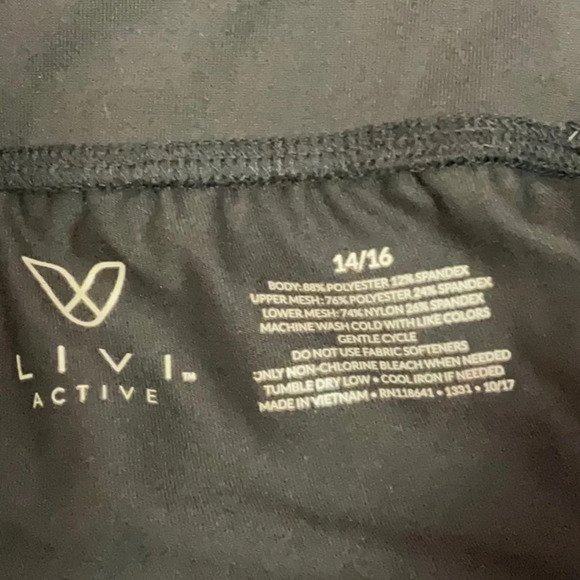 LIVI™
ACTIVE
14/16
BODY: 88% POLYESTER 12% SPANDEX
UPPER MESH: 76% POLYESTER 24% SPANDEX
LOWER MESH: 74% NYLON 26% SPANDEX
MACHINE WASH COLD WITH LIKE COLORS
GENTLE CYCLE
DO NOT USE FABRIC SOFTENERS
ONLY NON-CHLORINE BLEACH WHEN NEEDED
TUMBLE DRY LOW • COOL IRON IF NEEDED
MADE IN VIETNAM • RN118641 • 1331 • 10/17